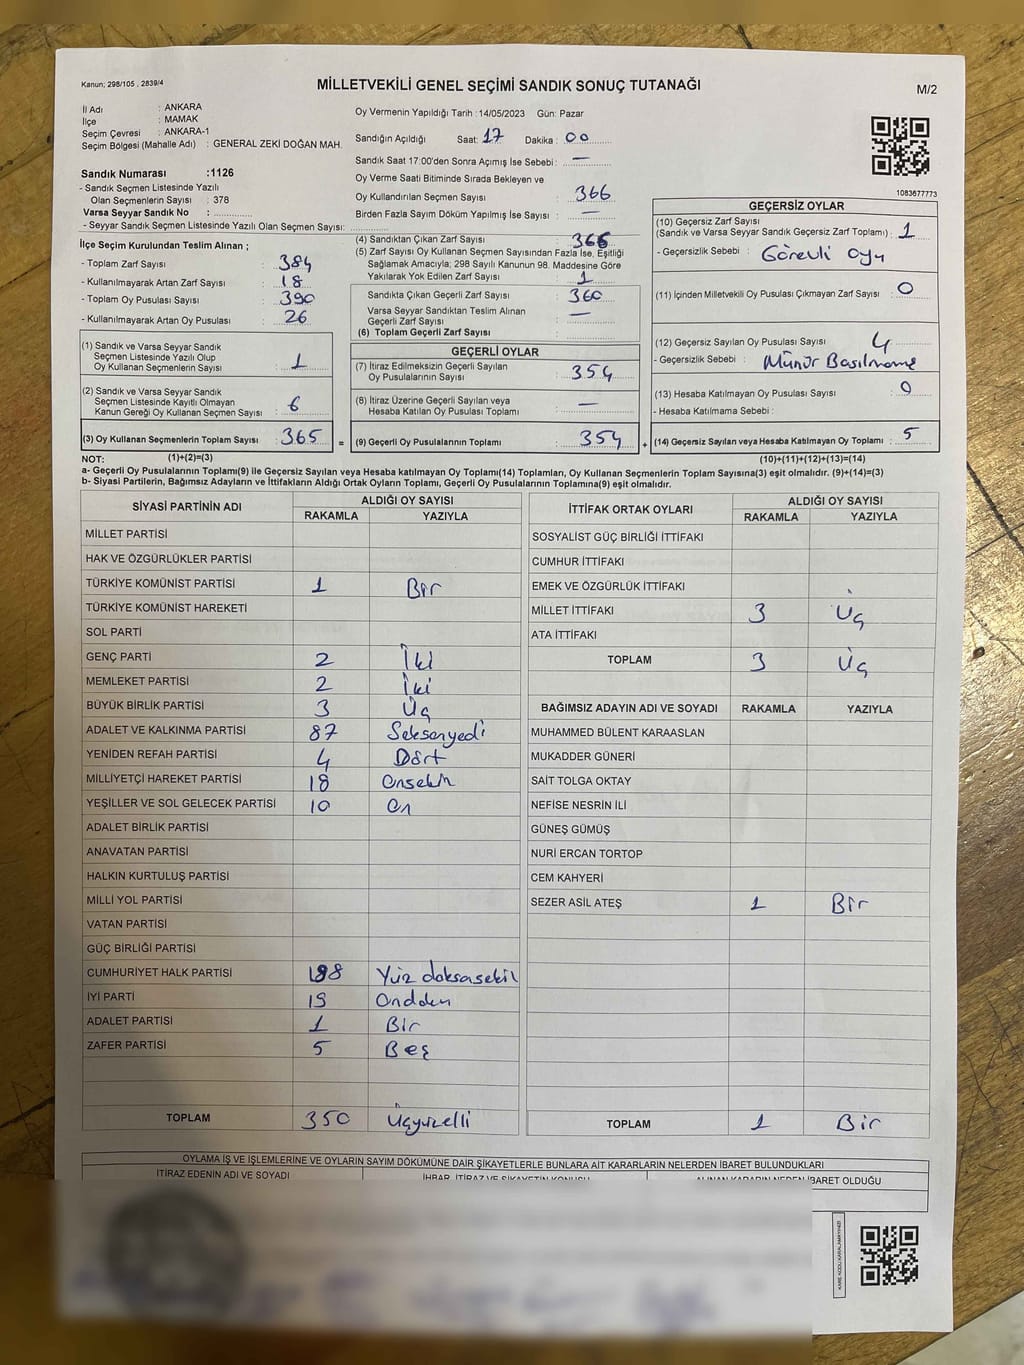 Kanun; 298/105 , 2839/4
MİLLETVEKİLİ GENEL SEÇİMİ SANDIK SONUÇ TUTANAĞI
M/2
İl Adı : ANKARA
İlçe : MAMAK
Seçim Çevresi : ANKARA-1
Seçim Bölgesi (Mahalle Adı) : GENERAL ZEKİ DOĞAN MAH.
Sandık Numarası :1126
- Sandık Seçmen Listesinde Yazılı
Olan Seçmenlerin Sayısı : 378
Varsa Seyyar Sandık No :
- Seyyar Sandık Seçmen Listesinde Yazılı Olan Seçmen Sayısı:
İlçe Seçim Kurulundan Teslim Alınan ;
- Toplam Zarf Sayısı : 384
- Kullanılmayarak Artan Zarf Sayısı : 18
- Toplam Oy Pusulası Sayısı : 390
- Kullanılmayarak Artan Oy Pusulası : 26
(1) Sandık ve Varsa Seyyar Sandık
Seçmen Listesinde Yazılı Olup
Oy Kullanan Seçmenlerin Sayısı : 1
(2) Sandık ve Varsa Seyyar Sandık
Seçmen Listesinde Kayıtlı Olmayan
Kanun Gereği Oy Kullanan Seçmen Sayısı : 6
(3) Oy Kullanan Seçmenlerin Toplam Sayısı : 365
Oy Vermenin Yapıldığı Tarih : 14/05/2023 Gün: Pazar
Sandığın Açıldığı Saat: 17 Dakika : 00
Sandık Saat 17:00'den Sonra Açımış İse Sebebi : —
Oy Verme Saati Bitiminde Sırada Bekleyen ve
Oy Kullandırılan Seçmen Sayısı : 366
Birden Fazla Sayım Döküm Yapılmış İse Sayısı : —
(4) Sandıktan Çıkan Zarf Sayısı : 366
(5) Zarf Sayısı Oy Kullanan Seçmen Sayısından Fazla İse, Eşitliği
Sağlamak Amacıyla; 298 Sayılı Kanunun 98. Maddesine Göre
Yakılarak Yok Edilen Zarf Sayısı : 1
Sandıkta Çıkan Geçerli Zarf Sayısı : 360
Varsa Seyyar Sandıktan Teslim Alınan
Geçerli Zarf Sayısı : —
(6) Toplam Geçerli Zarf Sayısı :
GEÇERLİ OYLAR
(7) İtiraz Edilmeksizin Geçerli Sayılan
Oy Pusulalarının Sayısı : 354
(8) İtiraz Üzerine Geçerli Sayılan veya
Hesaba Katılan Oy Pusulası Toplamı : —
= (9) Geçerli Oy Pusulalarının Toplamı : 354
1083677773
GEÇERSİZ OYLAR
(10) Geçersiz Zarf Sayısı
(Sandık ve Varsa Seyyar Sandık Geçersiz Zarf Toplamı) : 1
- Geçersizlik Sebebi : Görevli oyu
(11) İçinden Milletvekili Oy Pusulası Çıkmayan Zarf Sayısı : 0
(12) Geçersiz Sayılan Oy Pusulası Sayısı : 4
- Geçersizlik Sebebi : Mühür Basılmama
(13) Hesaba Katılmayan Oy Pusulası Sayısı : 0
- Hesaba Katılmama Sebebi :
+ (14) Geçersiz Sayılan veya Hesaba Katılmayan Oy Toplamı : 5
NOT: (1)+(2)=(3)
(10)+(11)+(12)+(13)=(14)
a- Geçerli Oy Pusulalarının Toplamı(9) ile Geçersiz Sayılan veya Hesaba katılmayan Oy Toplamı(14) Toplamları, Oy Kullanan Seçmenlerin Toplam Sayısına(3) eşit olmalıdır. (9)+(14)=(3)
b- Siyasi Partilerin, Bağımsız Adayların ve İttifakların Aldığı Ortak Oyların Toplamı, Geçerli Oy Pusulalarının Toplamına(9) eşit olmalıdır.
SİYASİ PARTİNİN ADI ALDIĞI OY SAYISI
RAKAMLA YAZIYLA
MİLLET PARTİSİ
HAK VE ÖZGÜRLÜKLER PARTİSİ
TÜRKİYE KOMÜNİST PARTİSİ 1 Bir
TÜRKİYE KOMÜNİST HAREKETİ
SOL PARTİ
GENÇ PARTİ 2 İki
MEMLEKET PARTİSİ 2 İki
BÜYÜK BİRLİK PARTİSİ 3 Üç
ADALET VE KALKINMA PARTİSİ 87 Seksenyedi
YENİDEN REFAH PARTİSİ 4 Dört
MİLLİYETÇİ HAREKET PARTİSİ 18 Onsekiz
YEŞİLLER VE SOL GELECEK PARTİSİ 10 On
ADALET BİRLİK PARTİSİ
ANAVATAN PARTİSİ
HALKIN KURTULUŞ PARTİSİ
MİLLİ YOL PARTİSİ
VATAN PARTİSİ
GÜÇ BİRLİĞİ PARTİSİ
CUMHURİYET HALK PARTİSİ 198
İYİ PARTİ 19
ADALET PARTİSİ 1 Bir
ZAFER PARTİSİ 5 Beş
TOPLAM 350 Üçyüzelli
İTTİFAK ORTAK OYLARI ALDIĞI OY SAYISI
RAKAMLA YAZIYLA
SOSYALİST GÜÇ BİRLİĞİ İTTİFAKI
CUMHUR İTTİFAKI
EMEK VE ÖZGÜRLÜK İTTİFAKI
MİLLET İTTİFAKI 3 Üç
ATA İTTİFAKI
TOPLAM 3 Üç
BAĞIMSIZ ADAYIN ADI VE SOYADI RAKAMLA YAZIYLA
MUHAMMED BÜLENT KARAASLAN
MUKADDER GÜNERİ
SAİT TOLGA OKTAY
NEFİSE NESRİN İLİ
GÜNEŞ GÜMÜŞ
NURİ ERCAN TORTOP
CEM KAHYERİ
SEZER ASİL ATEŞ 1 Bir
TOPLAM 1 Bir
OYLAMA İŞ VE İŞLEMLERİNE VE OYLARIN SAYIM DÖKÜMÜNE DAİR ŞİKAYETLERLE BUNLARA AİT KARARLARIN NELERDEN İBARET BULUNDUKLARI
İTİRAZ EDENİN ADI VE SOYADI İHBAR, İTİRAZ VE ŞİKAYETİN KONUSU ALINAN KARARIN NEDEN İBARET OLDUĞU